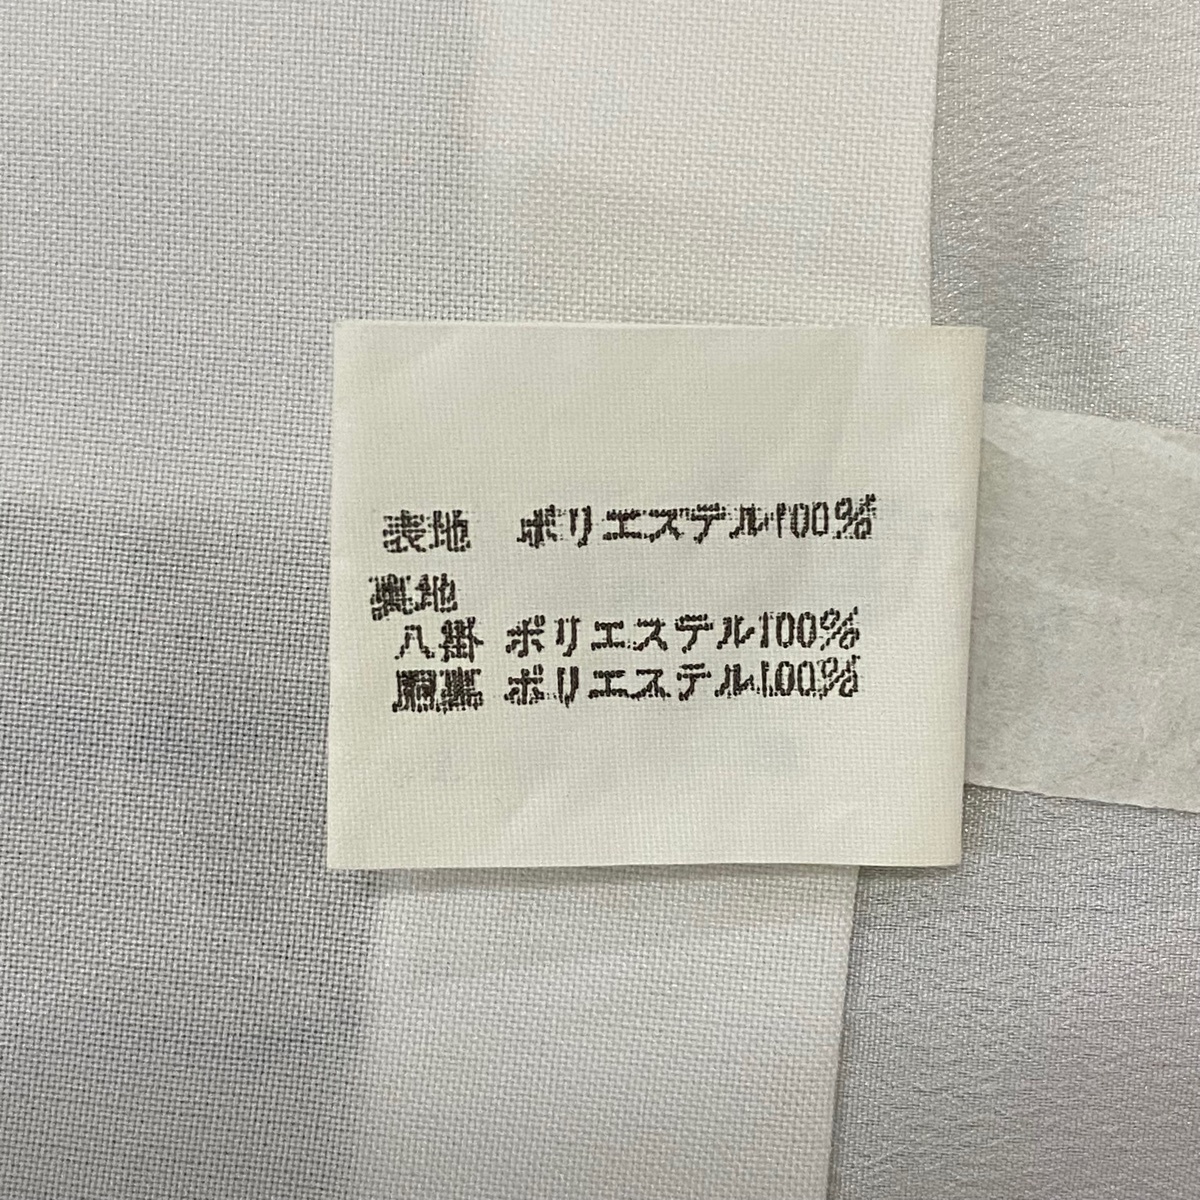 表地 ポリエステル100%
裏地
八掛 ポリエステル100%
胴裏 ポリエステル100%